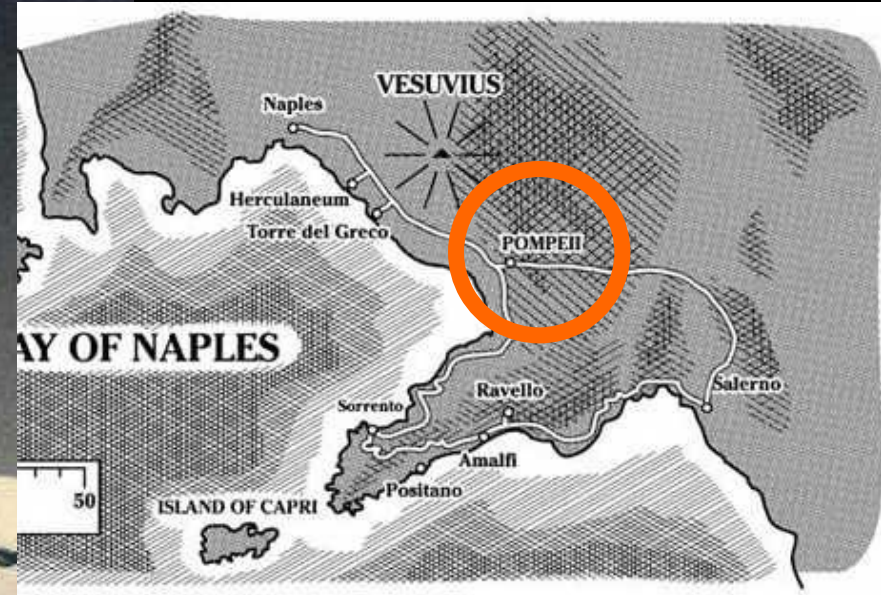 VESUVIUS
Naples
Herculaneum
Torre del Greco
POMPEII
AY OF NAPLES
Ravello
Salerno
Sorrento
Amalfi
Positano
50
ISLAND OF CAPRI